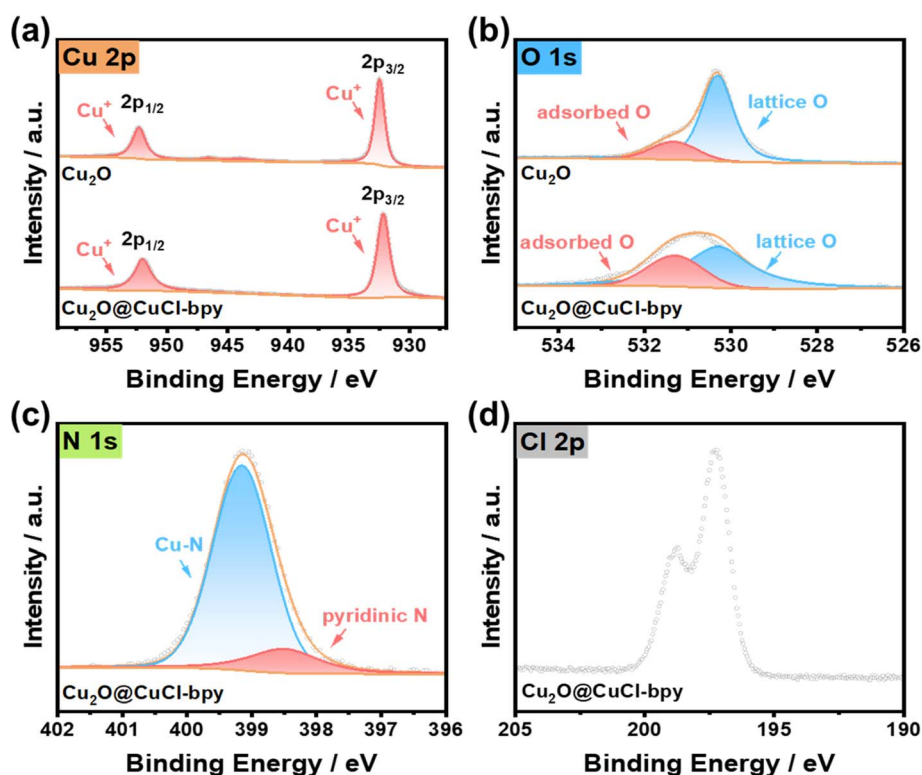 (a)
Cu 2p
2p3/2
Cu+
2p1/2
Cu+
Cu2O
2p3/2
Cu+
2p1/2
Cu+
Cu2O@CuCl-bpy
Intensity / a.u.
955 950 945 940 935 930
Binding Energy / eV
(b)
O 1s
adsorbed O
lattice O
Cu2O
adsorbed O
lattice O
Cu2O@CuCl-bpy
Intensity / a.u.
534 532 530 528 526
Binding Energy / eV
(c)
N 1s
Cu-N
pyridinic N
Cu2O@CuCl-bpy
Intensity / a.u.
402 401 400 399 398 397 396
Binding Energy / eV
(d)
Cl 2p
Cu2O@CuCl-bpy
Intensity / a.u.
205 200 195 190
Binding Energy / eV